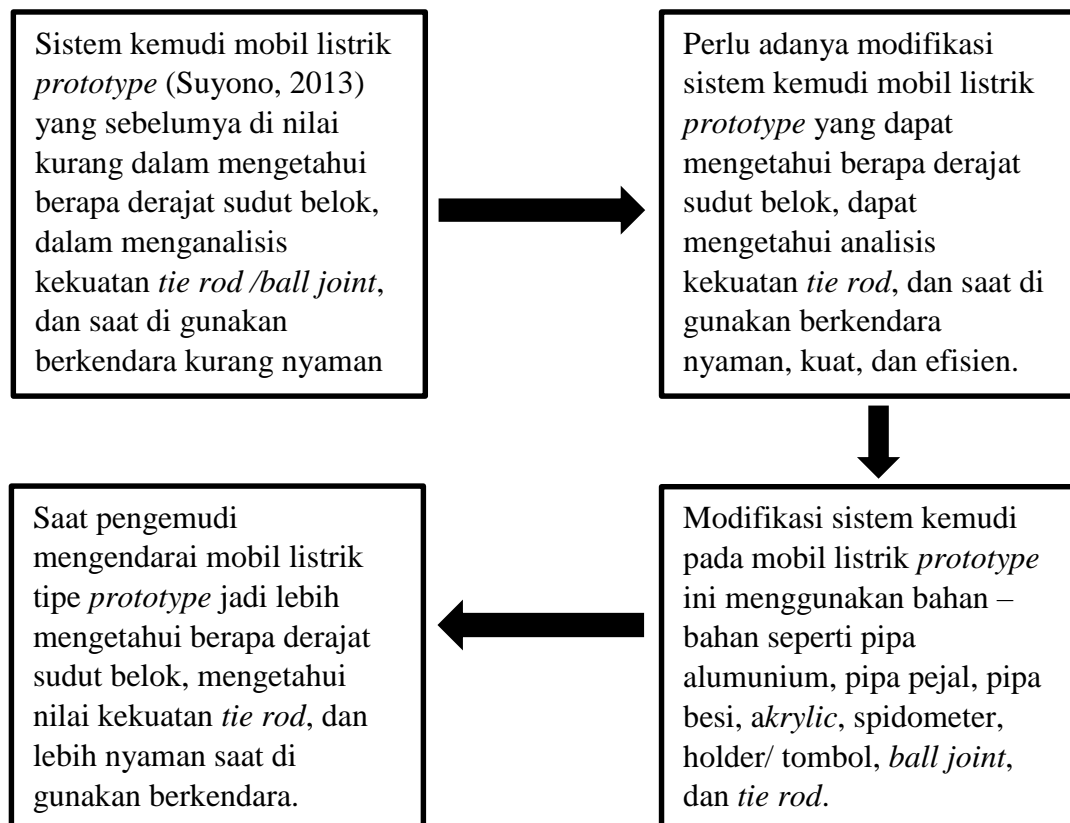 Sistem kemudi mobil listrik
prototype (Suyono, 2013)
yang sebelumya di nilai
kurang dalam mengetahui
berapa derajat sudut belok,
dalam menganalisis
kekuatan tie rod /ball joint,
dan saat di gunakan
berkendara kurang nyaman
Perlu adanya modifikasi
sistem kemudi mobil listrik
prototype yang dapat
mengetahui berapa derajat
sudut belok, dapat
mengetahui analisis
kekuatan tie rod, dan saat di
gunakan berkendara
nyaman, kuat, dan efisien.
Modifikasi sistem kemudi
pada mobil listrik prototype
ini menggunakan bahan –
bahan seperti pipa
alumunium, pipa pejal, pipa
besi, akrylic, spidometer,
holder/ tombol, ball joint,
dan tie rod.
Saat pengemudi
mengendarai mobil listrik
tipe prototype jadi lebih
mengetahui berapa derajat
sudut belok, mengetahui
nilai kekuatan tie rod, dan
lebih nyaman saat di
gunakan berkendara.